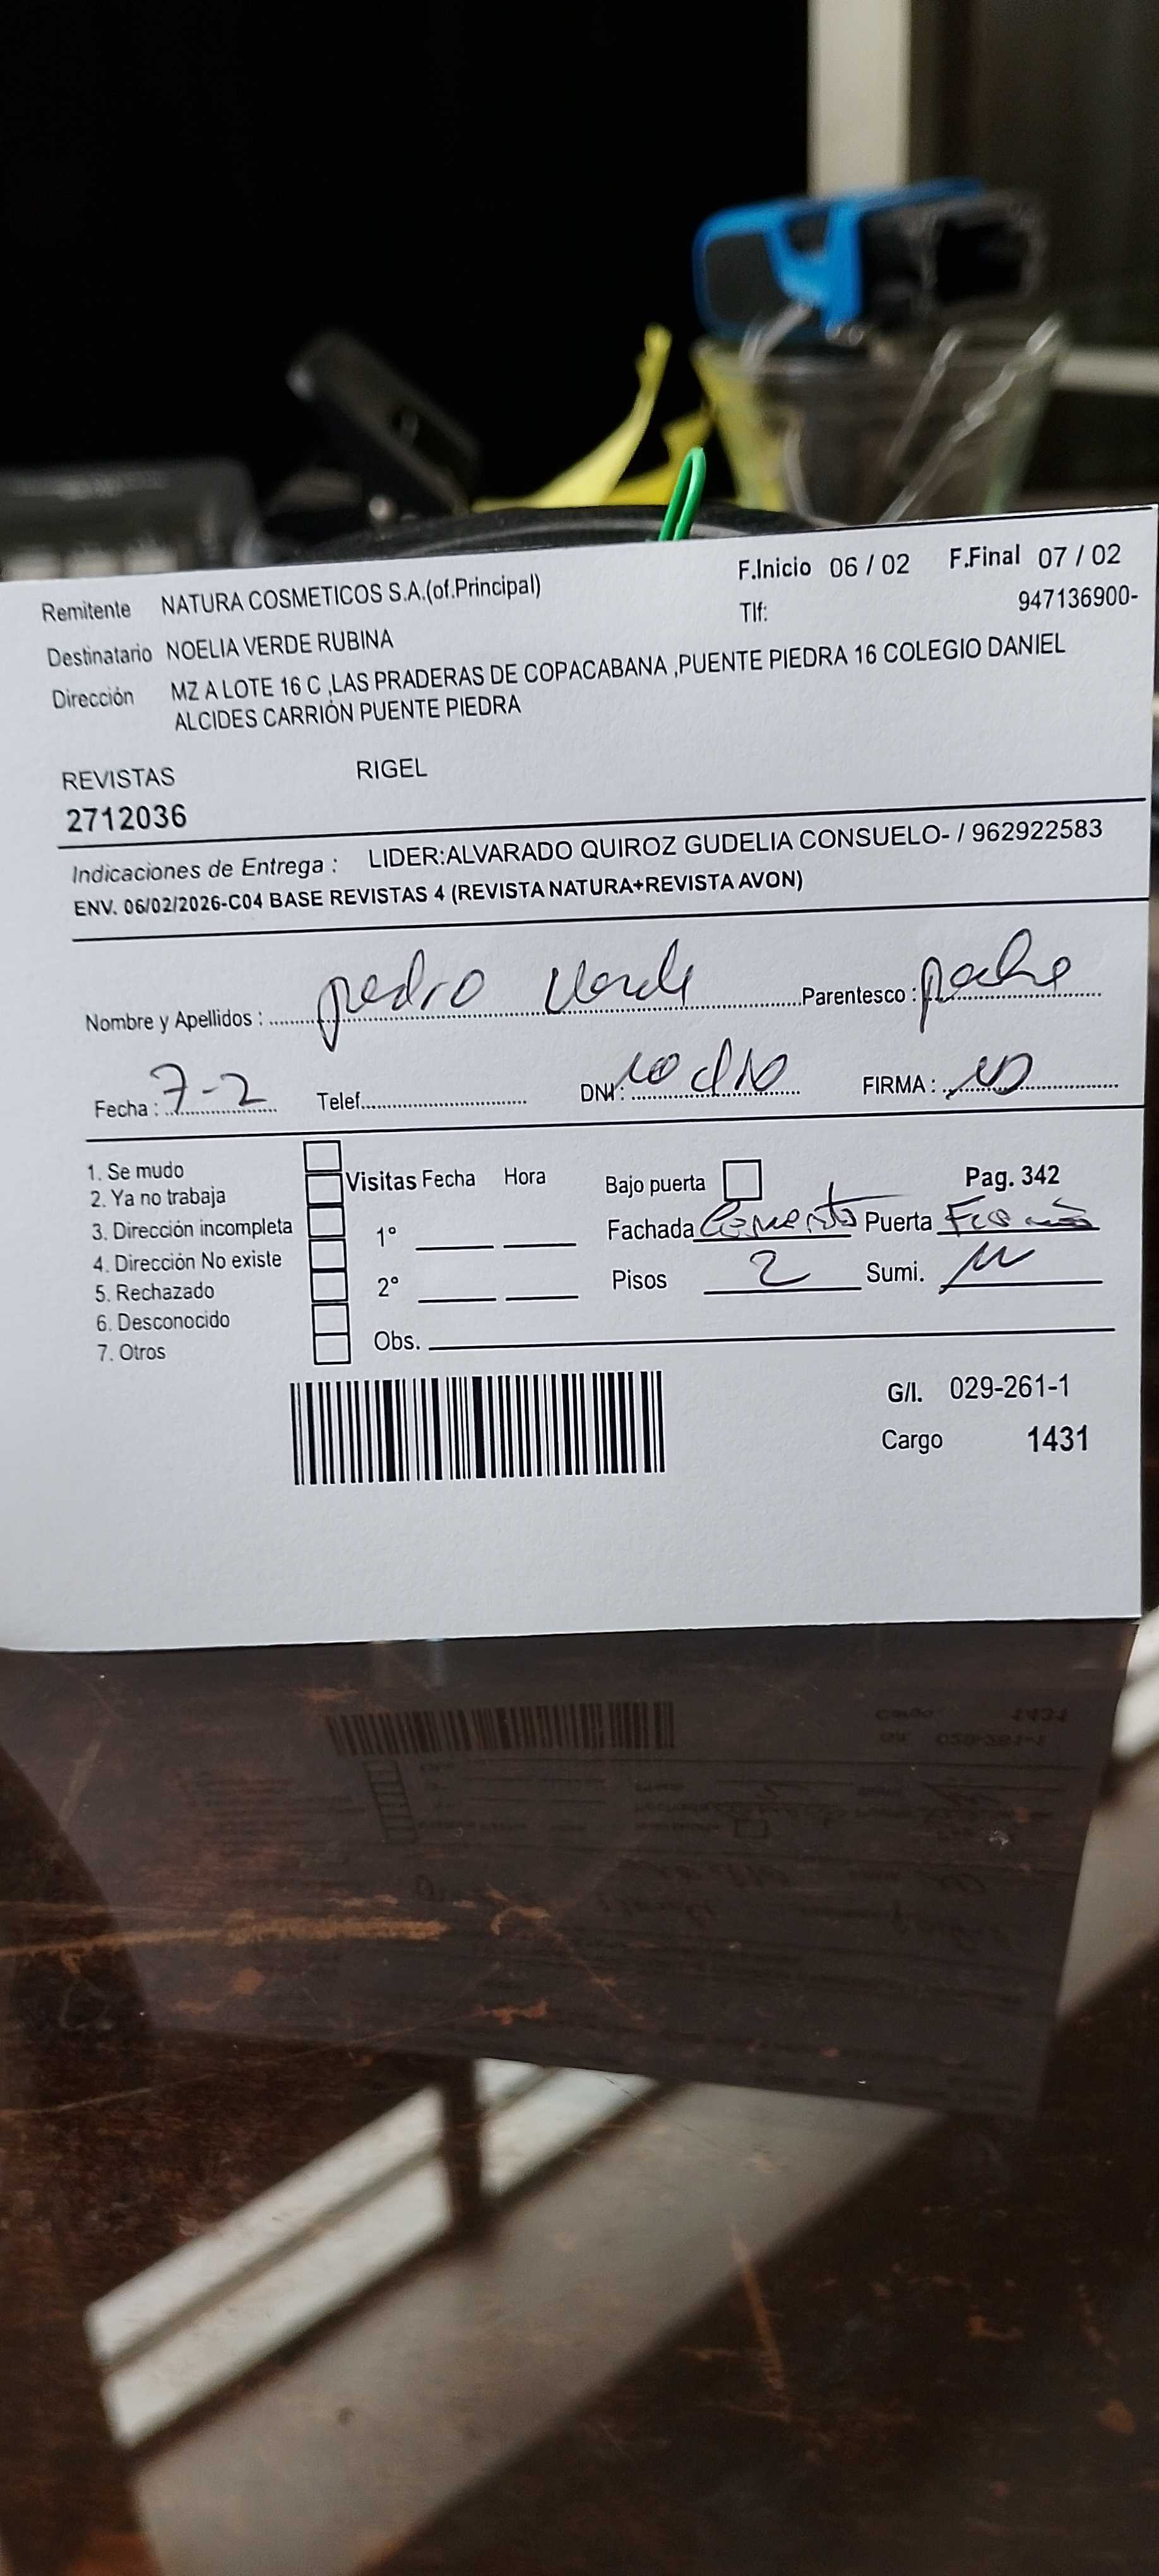 Remitente NATURA COSMETICOS S.A.(of.Principal) F.Inicio 06 / 02 F.Final 07 / 02
Tlf: 947136900-
Destinatario NOELIA VERDE RUBINA
Dirección MZ A LOTE 16 C ,LAS PRADERAS DE COPACABANA ,PUENTE PIEDRA 16 COLEGIO DANIEL
ALCIDES CARRIÓN PUENTE PIEDRA
REVISTAS RIGEL
2712036
Indicaciones de Entrega : LIDER:ALVARADO QUIROZ GUDELIA CONSUELO- / 962922583
ENV. 06/02/2026-C04 BASE REVISTAS 4 (REVISTA NATURA+REVISTA AVON)
Nombre y Apellidos : pedro Verde Parentesco : padre
Fecha : 7-2 Telef. DNI: no dio FIRMA :
1. Se mudo
2. Ya no trabaja
3. Dirección incompleta
4. Dirección No existe
5. Rechazado
6. Desconocido
7. Otros
Visitas Fecha Hora
1°
2°
Obs.
Bajo puerta Pag. 342
Fachada Cemento Puerta
Pisos 2 Sumi.
G/I. 029-261-1
Cargo 1431